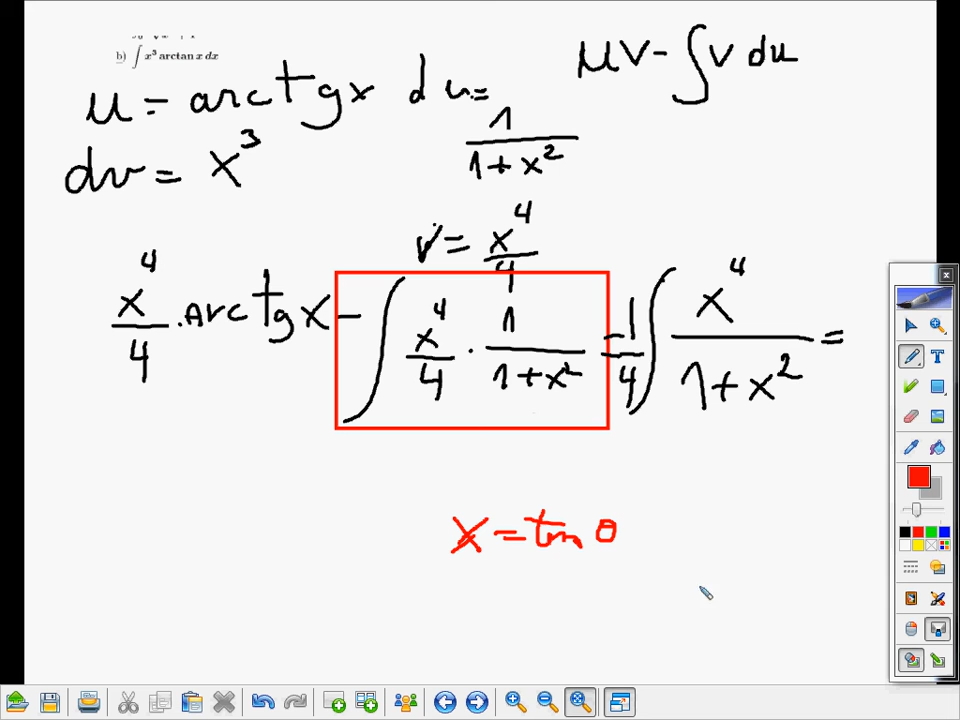 b) ∫ x³ arctan x dx
μv - ∫ v du
u = arctgx du =
1/(1+x²)
dv = x³
v = x⁴/4
x⁴/4 . Arctgx - ∫ x⁴/4 · 1/(1+x²) = 1/4 ∫ x⁴/(1+x²) =
x = tan θ
T